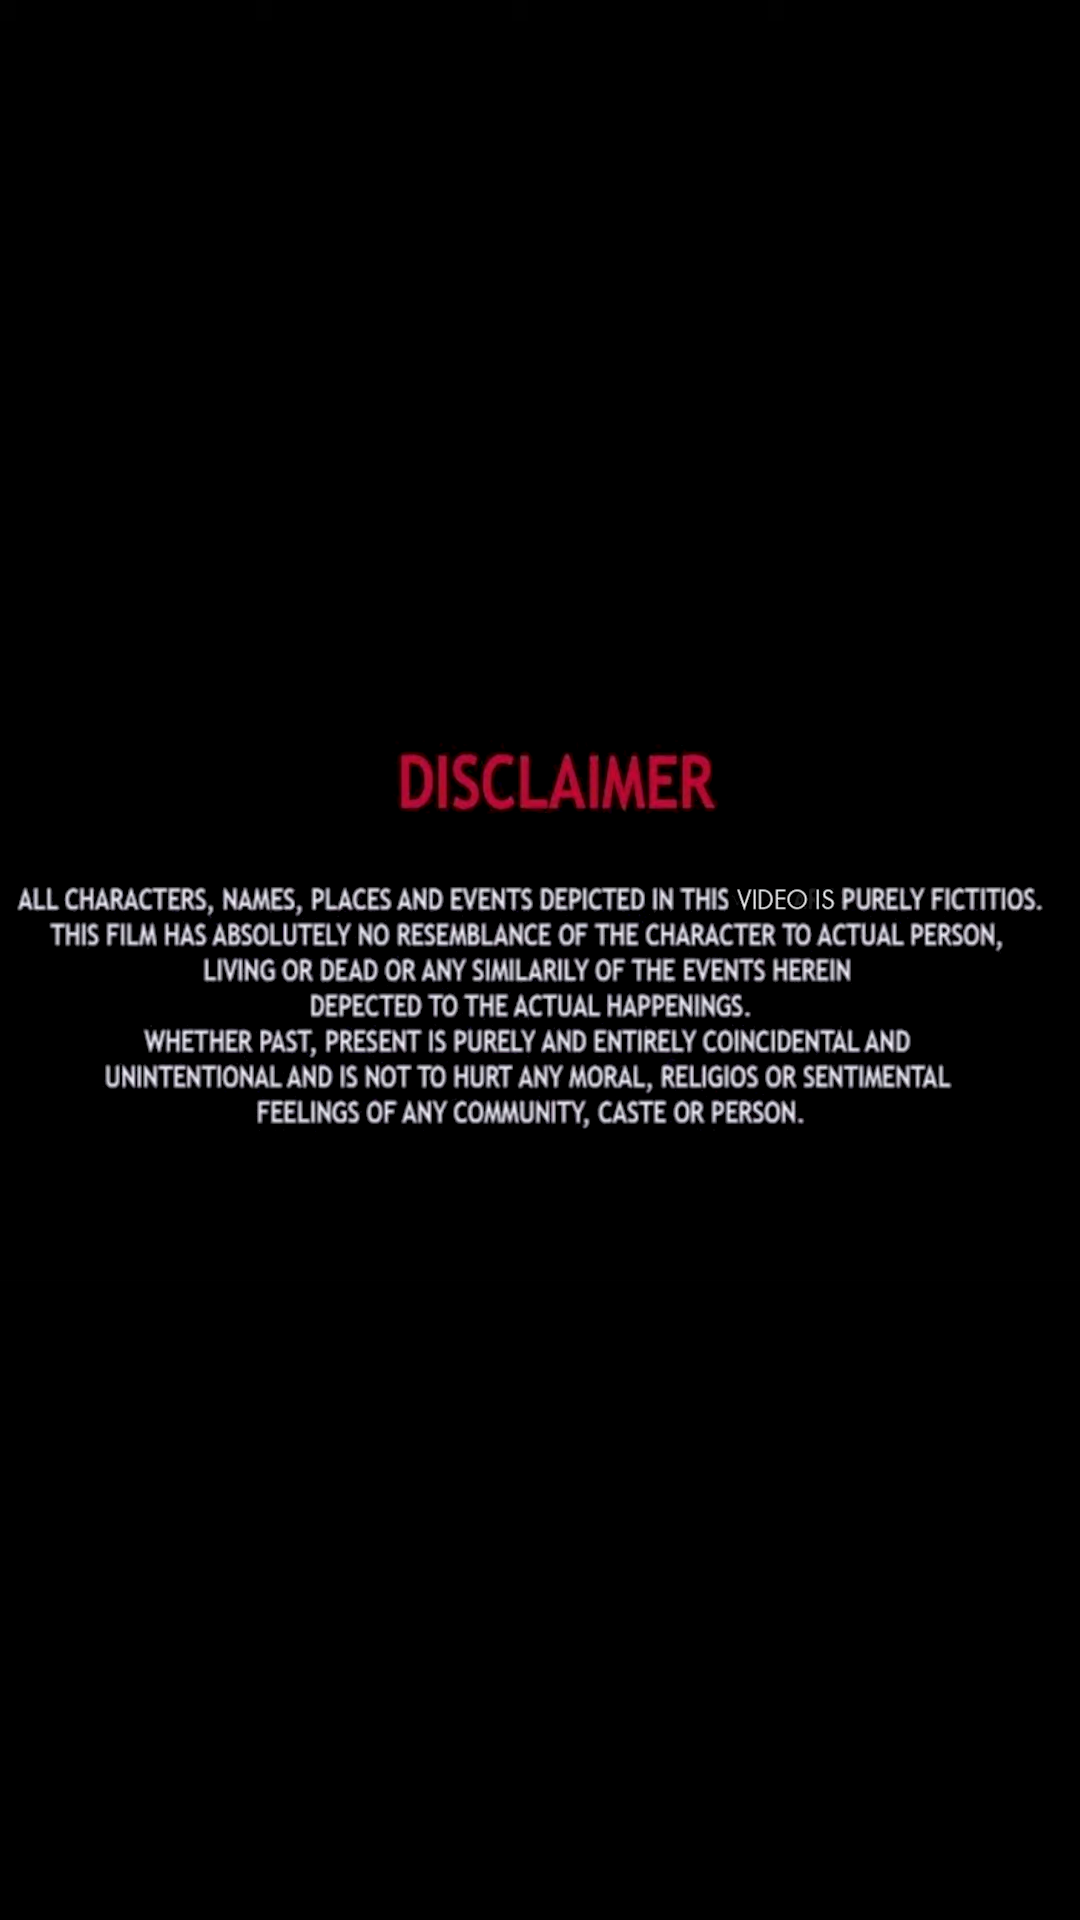 DISCLAIMER
ALL CHARACTERS, NAMES, PLACES AND EVENTS DEPICTED IN THIS VIDEO IS PURELY FICTITIOS.
THIS FILM HAS ABSOLUTELY NO RESEMBLANCE OF THE CHARACTER TO ACTUAL PERSON,
LIVING OR DEAD OR ANY SIMILARILY OF THE EVENTS HEREIN
DEPECTED TO THE ACTUAL HAPPENINGS.
WHETHER PAST, PRESENT IS PURELY AND ENTIRELY COINCIDENTAL AND
UNINTENTIONAL AND IS NOT TO HURT ANY MORAL, RELIGIOS OR SENTIMENTAL
FEELINGS OF ANY COMMUNITY, CASTE OR PERSON.